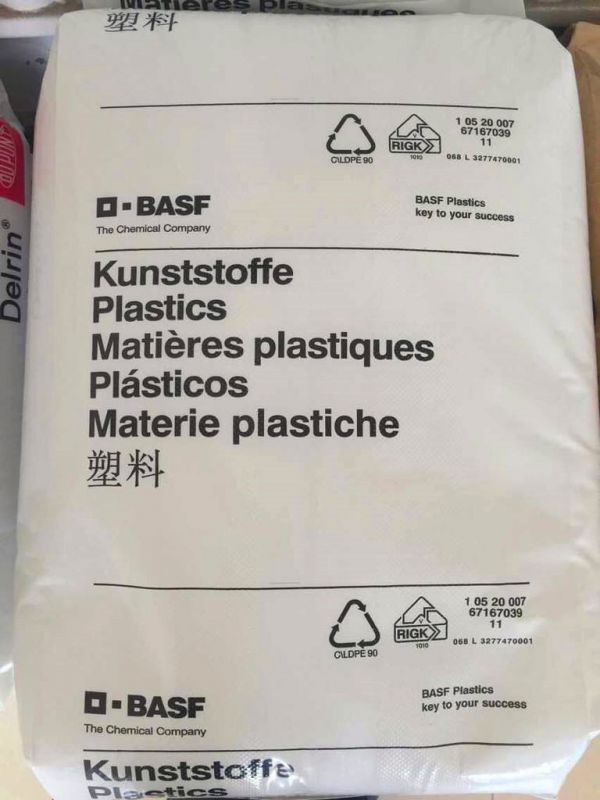 Matières plastiques
塑料
1 05 20 007
67167039
11
C\LDPE 90
RIGK
1010
068 L 3277470001
BASF
The Chemical Company
BASF Plastics
key to your success
Kunststoffe
Plastics
Matières plastiques
Plásticos
Materie plastiche
塑料
1 05 20 007
67167039
11
C\LDPE 90
RIGK
1010
068 L 3277470001
BASF
The Chemical Company
BASF Plastics
key to your success
Kunststoffe
Plastics
DUPONT
Delrin®